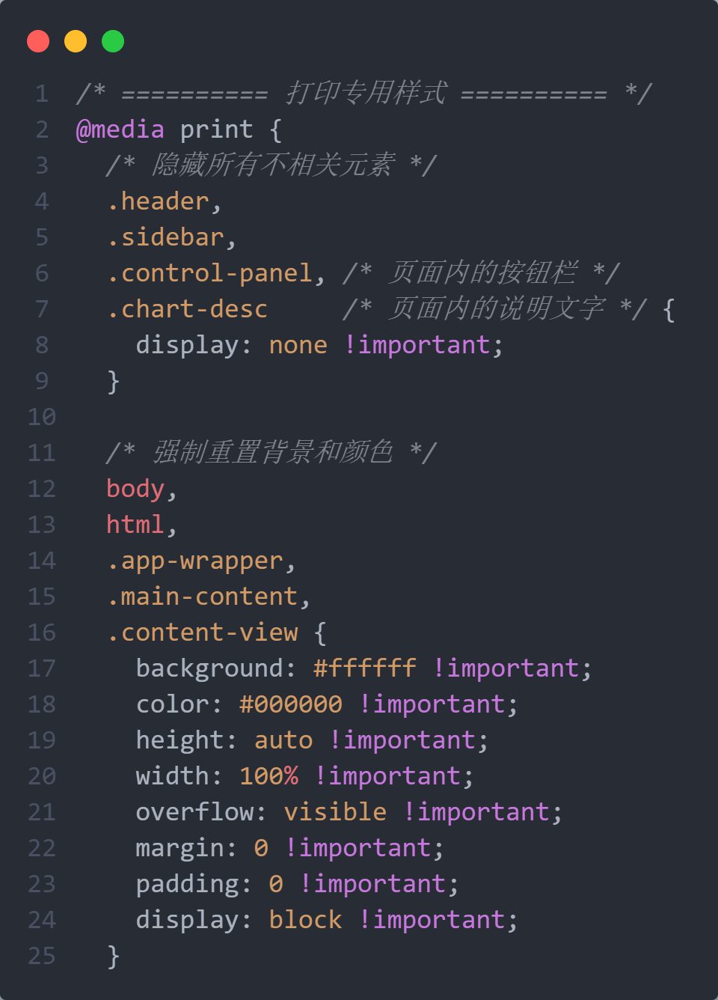 1 /* ========== 打印专用样式 ========== */
2 @media print {
3   /* 隐藏所有不相关元素 */
4   .header,
5   .sidebar,
6   .control-panel, /* 页面内的按钮栏 */
7   .chart-desc     /* 页面内的说明文字 */ {
8     display: none !important;
9   }
10
11   /* 强制重置背景和颜色 */
12   body,
13   html,
14   .app-wrapper,
15   .main-content,
16   .content-view {
17     background: #ffffff !important;
18     color: #000000 !important;
19     height: auto !important;
20     width: 100% !important;
21     overflow: visible !important;
22     margin: 0 !important;
23     padding: 0 !important;
24     display: block !important;
25   }